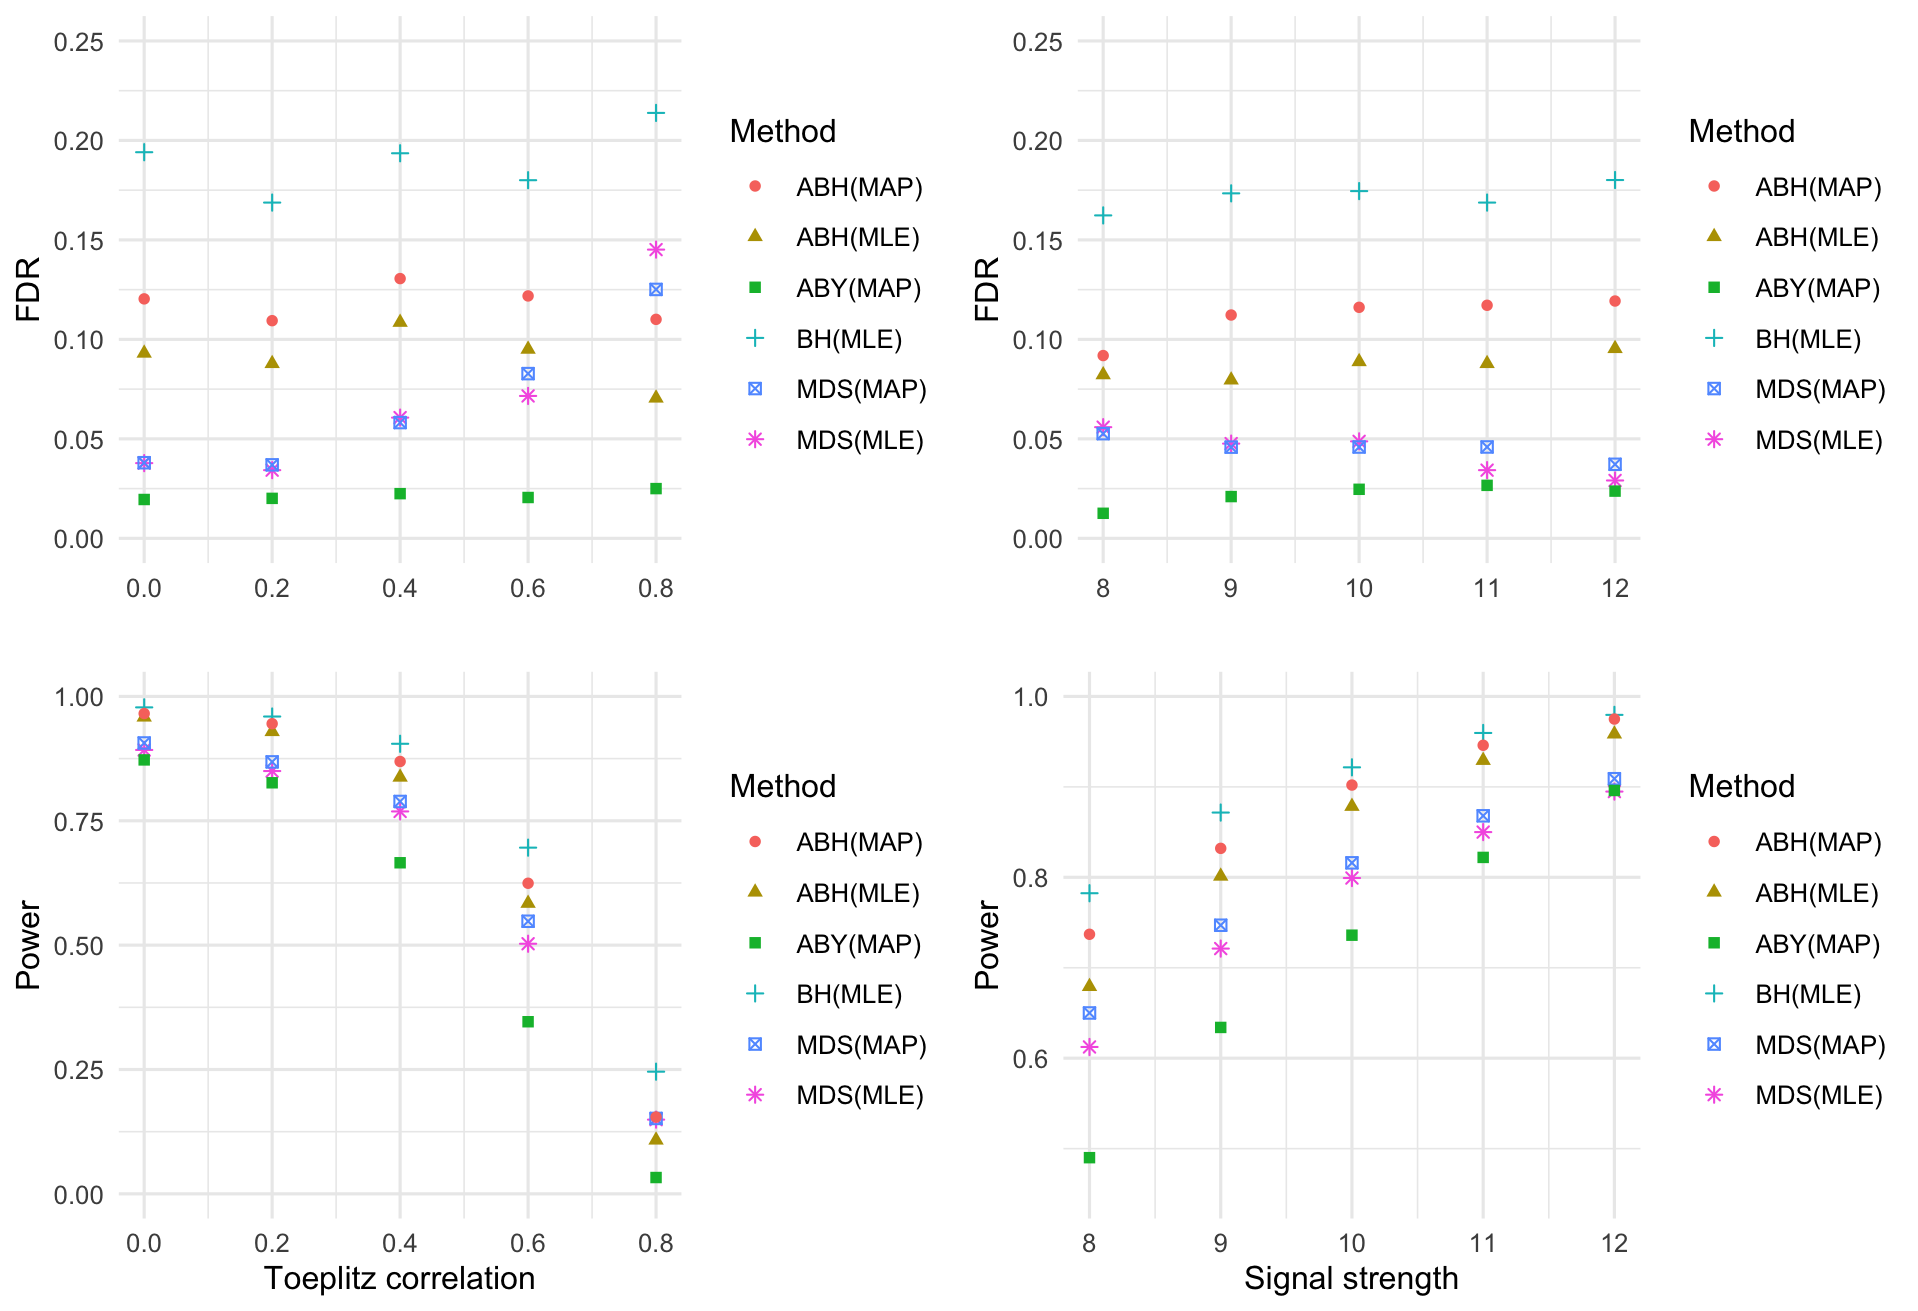 FDR
0.25
0.20
0.15
0.10
0.05
0.00
0.0 0.2 0.4 0.6 0.8
Method
ABH(MAP)
ABH(MLE)
ABY(MAP)
BH(MLE)
MDS(MAP)
MDS(MLE)
FDR
0.25
0.20
0.15
0.10
0.05
0.00
8 9 10 11 12
Method
ABH(MAP)
ABH(MLE)
ABY(MAP)
BH(MLE)
MDS(MAP)
MDS(MLE)
Power
1.00
0.75
0.50
0.25
0.00
0.0 0.2 0.4 0.6 0.8
Toeplitz correlation
Method
ABH(MAP)
ABH(MLE)
ABY(MAP)
BH(MLE)
MDS(MAP)
MDS(MLE)
Power
1.0
0.8
0.6
8 9 10 11 12
Signal strength
Method
ABH(MAP)
ABH(MLE)
ABY(MAP)
BH(MLE)
MDS(MAP)
MDS(MLE)